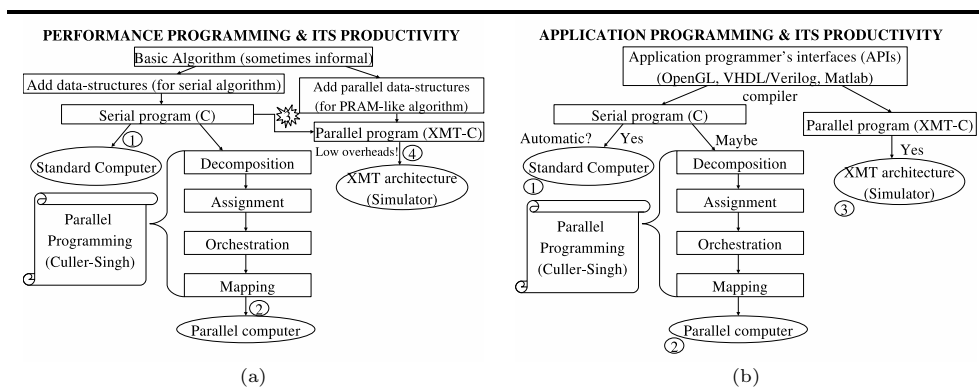 PERFORMANCE PROGRAMMING & ITS PRODUCTIVITY
Basic Algorithm (sometimes informal)
Add data-structures (for serial algorithm)
Add parallel data-structures
(for PRAM-like algorithm)
Serial program (C)
3
Parallel program (XMT-C)
1
Low overheads!
4
Standard Computer
Decomposition
XMT architecture
(Simulator)
Assignment
Parallel
Programming
(Culler-Singh)
Orchestration
Mapping
2
Parallel computer
(a)
APPLICATION PROGRAMMING & ITS PRODUCTIVITY
Application programmer's interfaces (APIs)
(OpenGL, VHDL/Verilog, Matlab)
compiler
Serial program (C)
Parallel program (XMT-C)
Automatic?
Yes
Maybe
Yes
Standard Computer
1
Decomposition
XMT architecture
(Simulator)
3
Assignment
Parallel
Programming
(Culler-Singh)
Orchestration
Mapping
Parallel computer
2
(b)